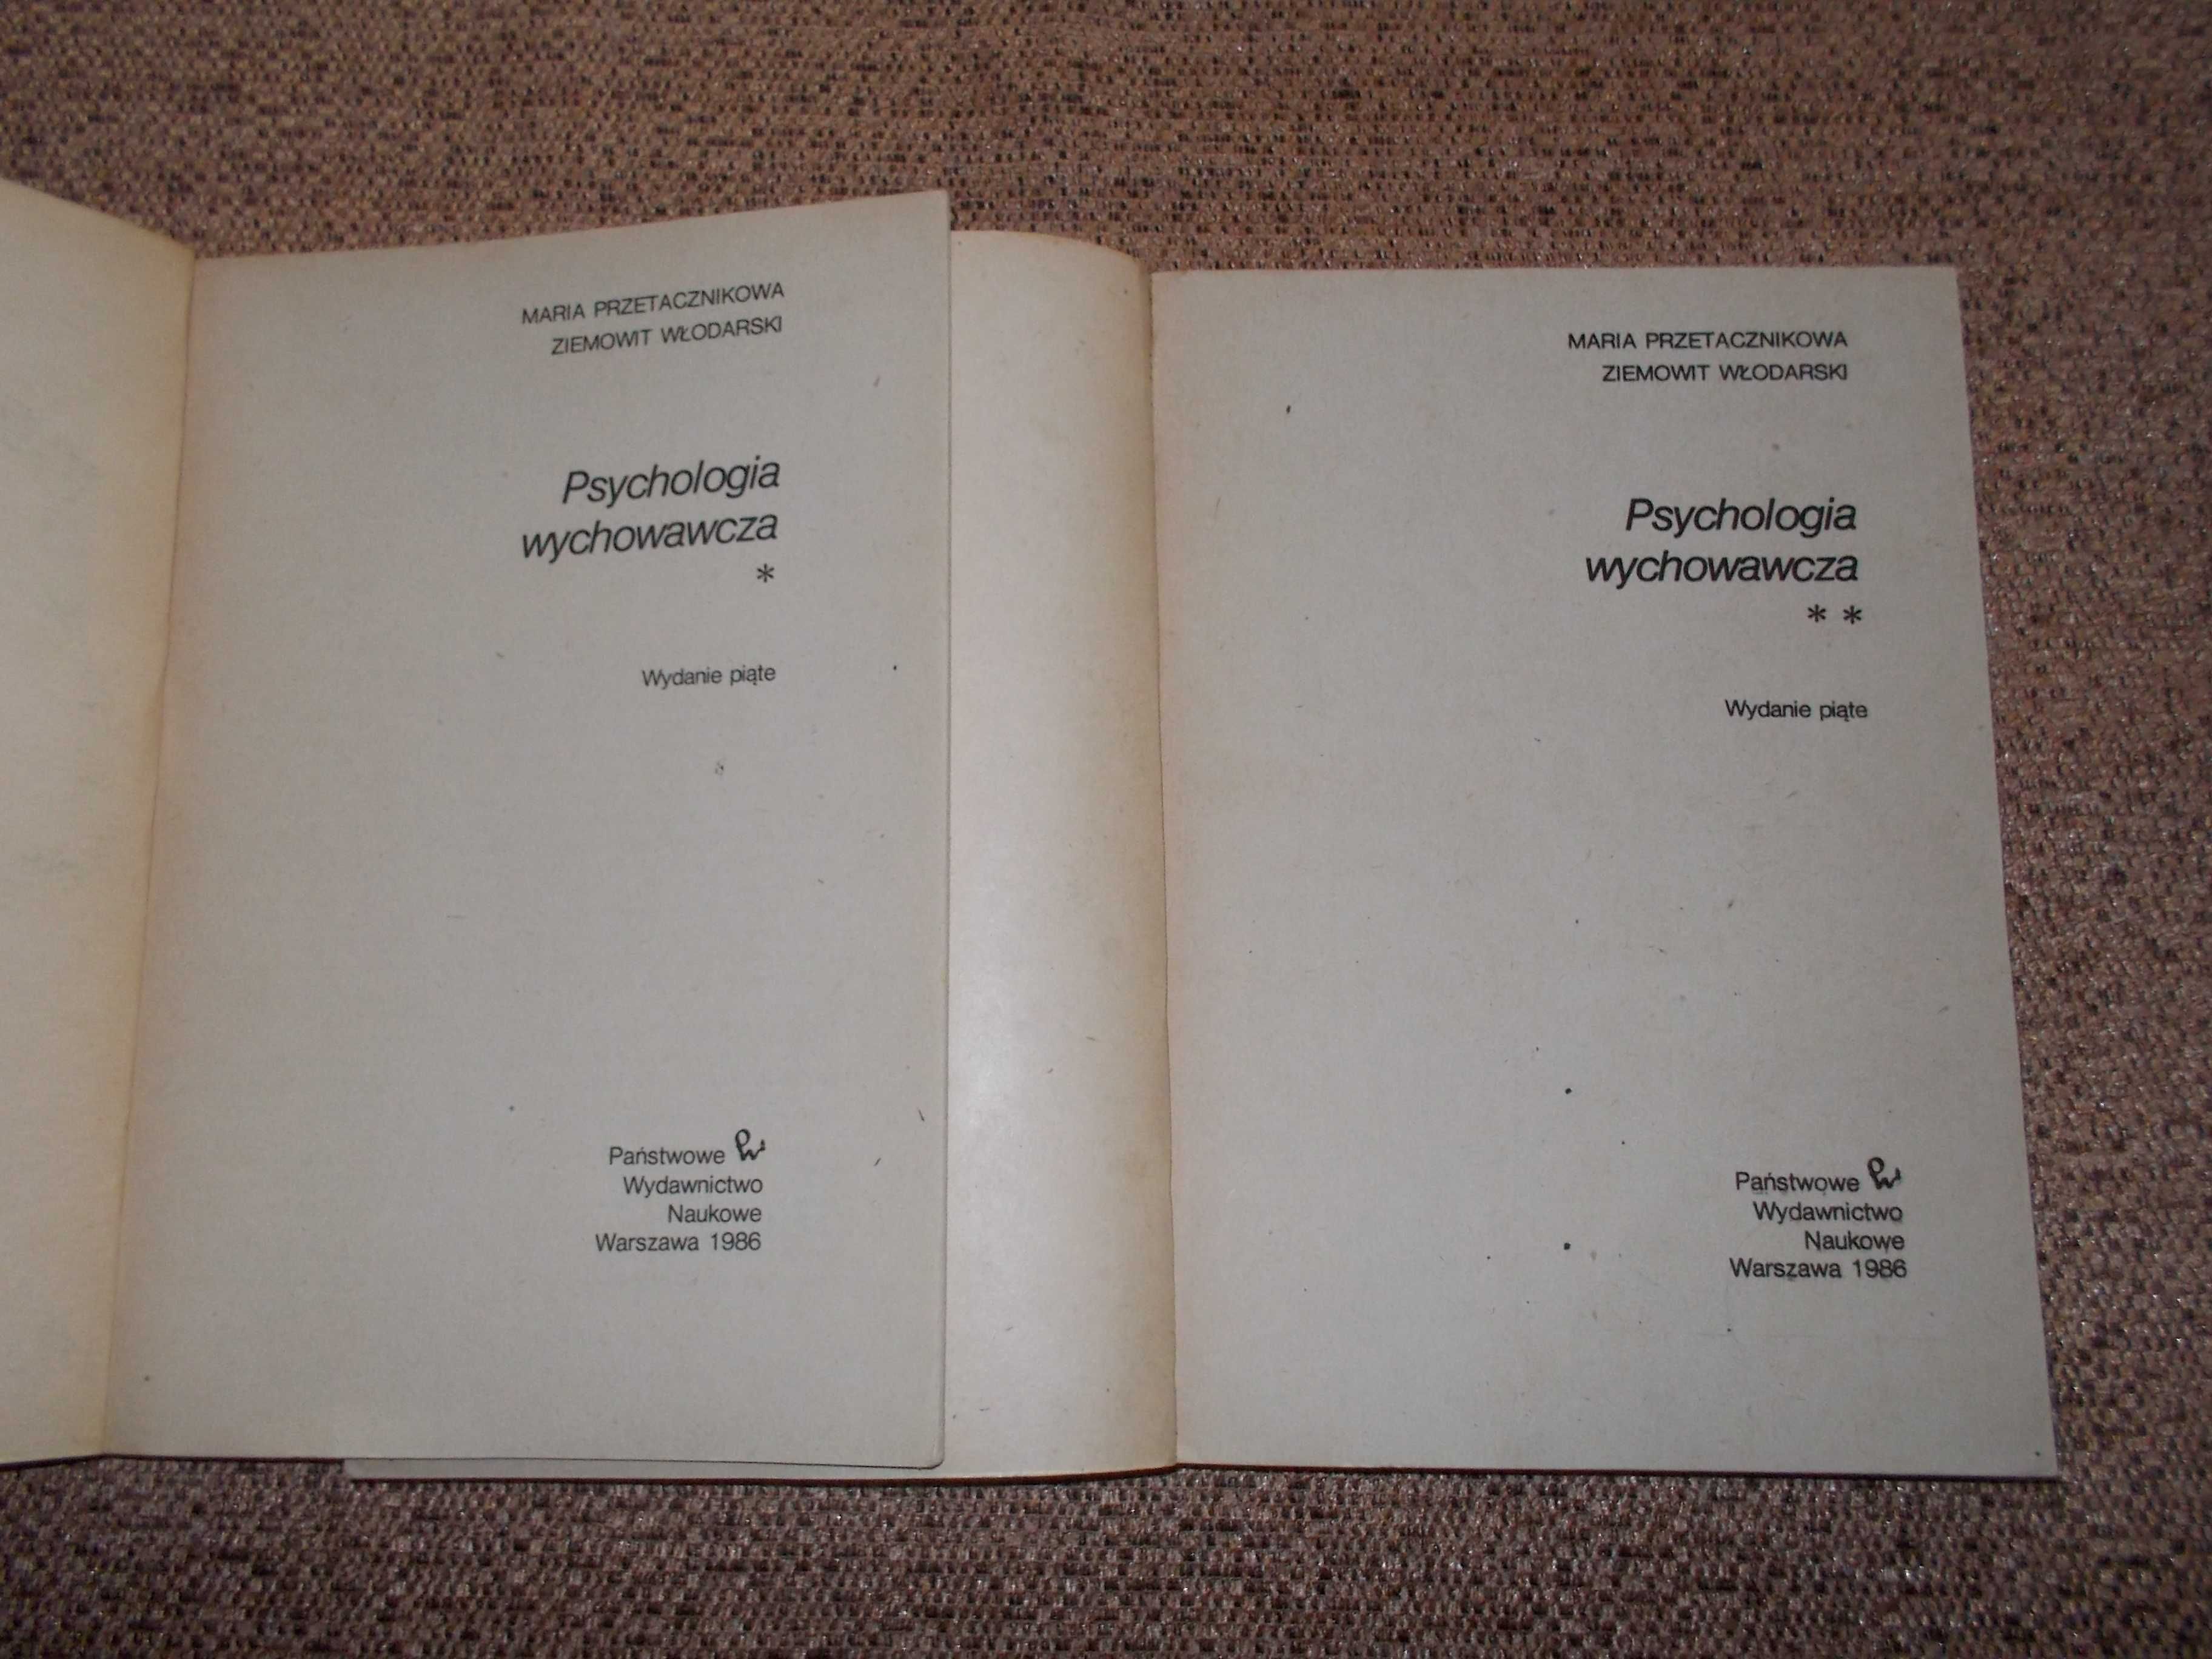 MARIA PRZETACZNIKOWA
ZIEMOWIT WŁODARSKI
Psychologia
wychowawcza
*
Wydanie piąte
Państwowe
Wydawnictwo
Naukowe
Warszawa 1986
MARIA PRZETACZNIKOWA
ZIEMOWIT WŁODARSKI
Psychologia
wychowawcza
* *
Wydanie piąte
Państwowe
Wydawnictwo
Naukowe
Warszawa 1986